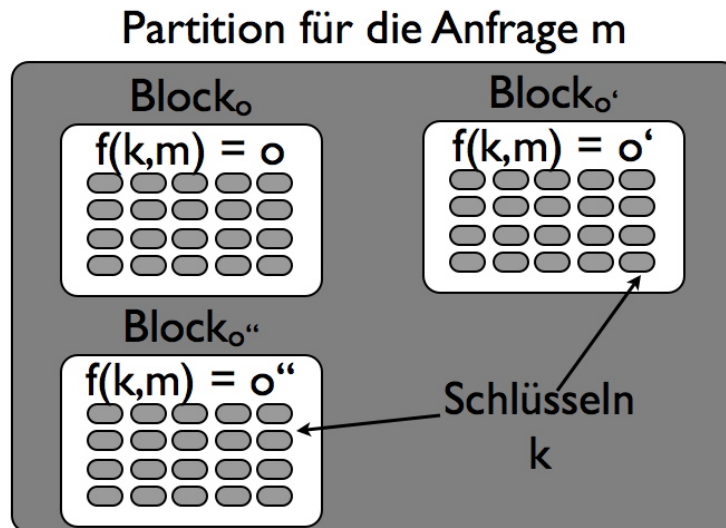 Partition für die Anfrage m
Blockₒ
f(k,m) = o
Blockₒ‘
f(k,m) = o‘
Blockₒ“
f(k,m) = o“
Schlüsseln
k